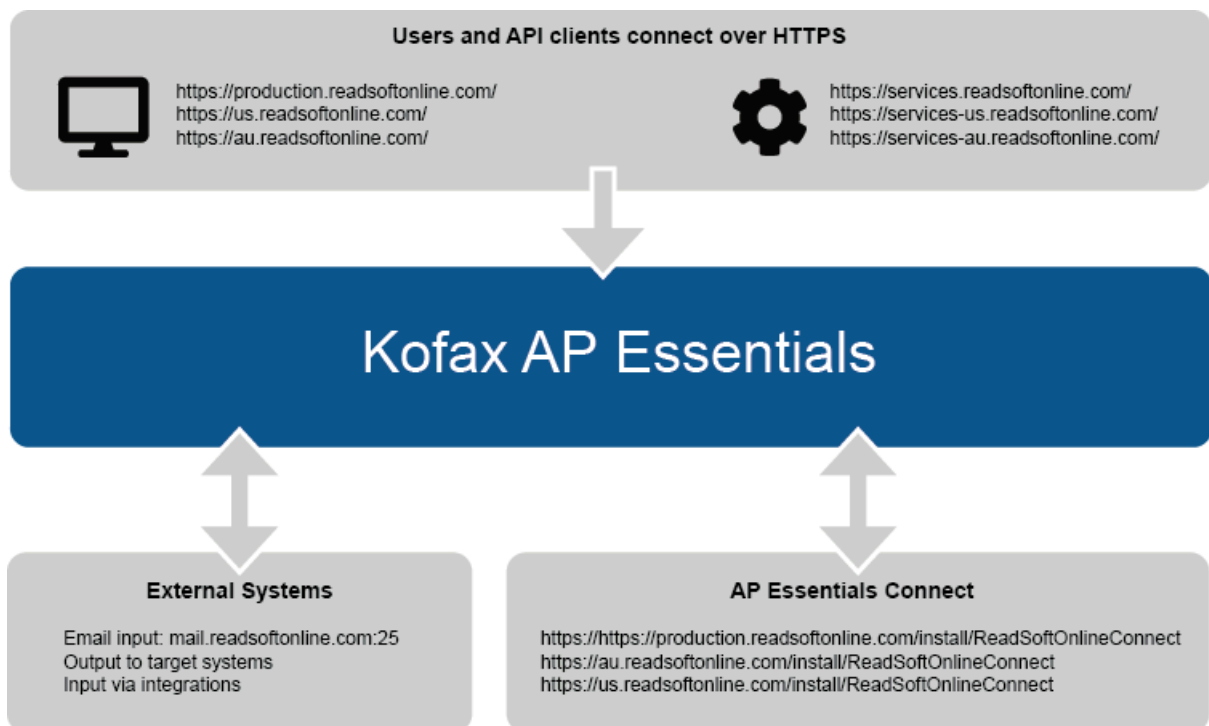 Users and API clients connect over HTTPS
https://production.readsoftonline.com/
https://us.readsoftonline.com/
https://au.readsoftonline.com/
https://services.readsoftonline.com/
https://services-us.readsoftonline.com/
https://services-au.readsoftonline.com/
Kofax AP Essentials
External Systems
Email input: mail.readsoftonline.com:25
Output to target systems
Input via integrations
AP Essentials Connect
https://https://production.readsoftonline.com/install/ReadSoftOnlineConnect
https://au.readsoftonline.com/install/ReadSoftOnlineConnect
https://us.readsoftonline.com/install/ReadSoftOnlineConnect